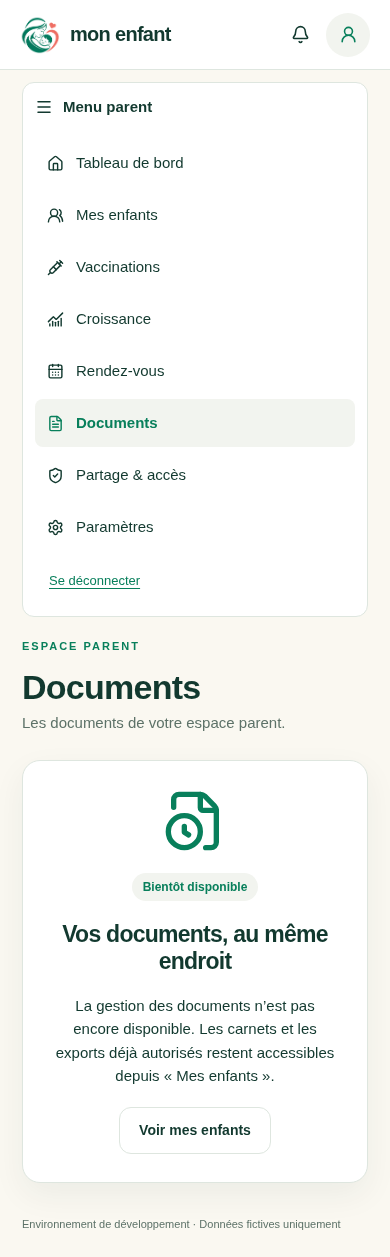 mon enfant
Menu parent
Tableau de bord
Mes enfants
Vaccinations
Croissance
Rendez-vous
Documents
Partage & accès
Paramètres
Se déconnecter
ESPACE PARENT
Documents
Les documents de votre espace parent.
Bientôt disponible
Vos documents, au même
endroit
La gestion des documents n’est pas
encore disponible. Les carnets et les
exports déjà autorisés restent accessibles
depuis « Mes enfants ».
Voir mes enfants
Environnement de développement · Données fictives uniquement